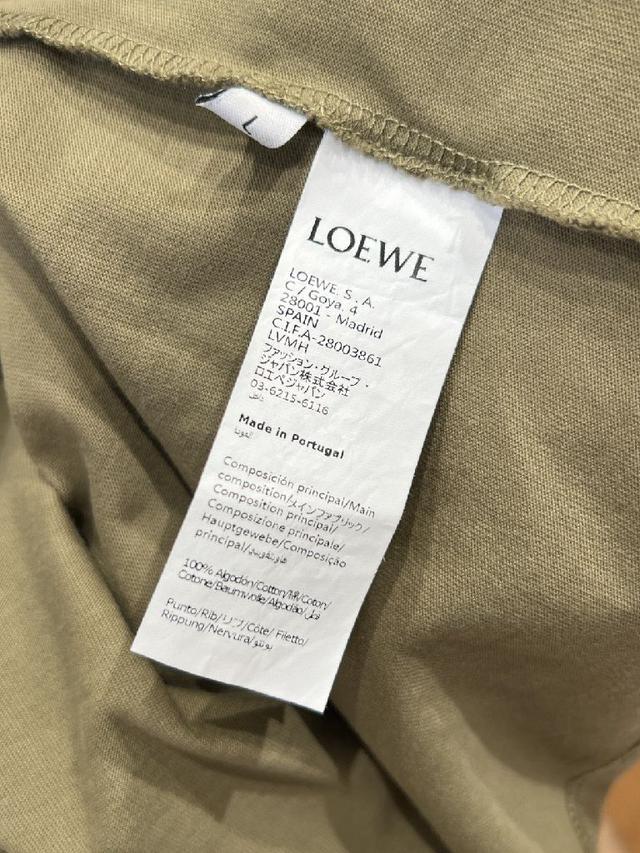 L
LOEWE
LOEWE. S . A.
C / Goya. 4
28001 - Madrid
SPAIN
C.I.F.A-28003861
LVMH
ファッション・グループ・
ジャパン株式会社
ロエベジャパン
03-6215-6116
Made in Portugal
Composición principal/Main
composition/メインファブリック/
Composition principal/
Composizione principale/
Hauptgewebe/Composição
principal/
100% Algodón/Cotton/綿/Coton/
Cotone/Baumwolle/Algodão/
Punto/Rib/リブ/Côte/ Filetto/
Rippung/Nervura/